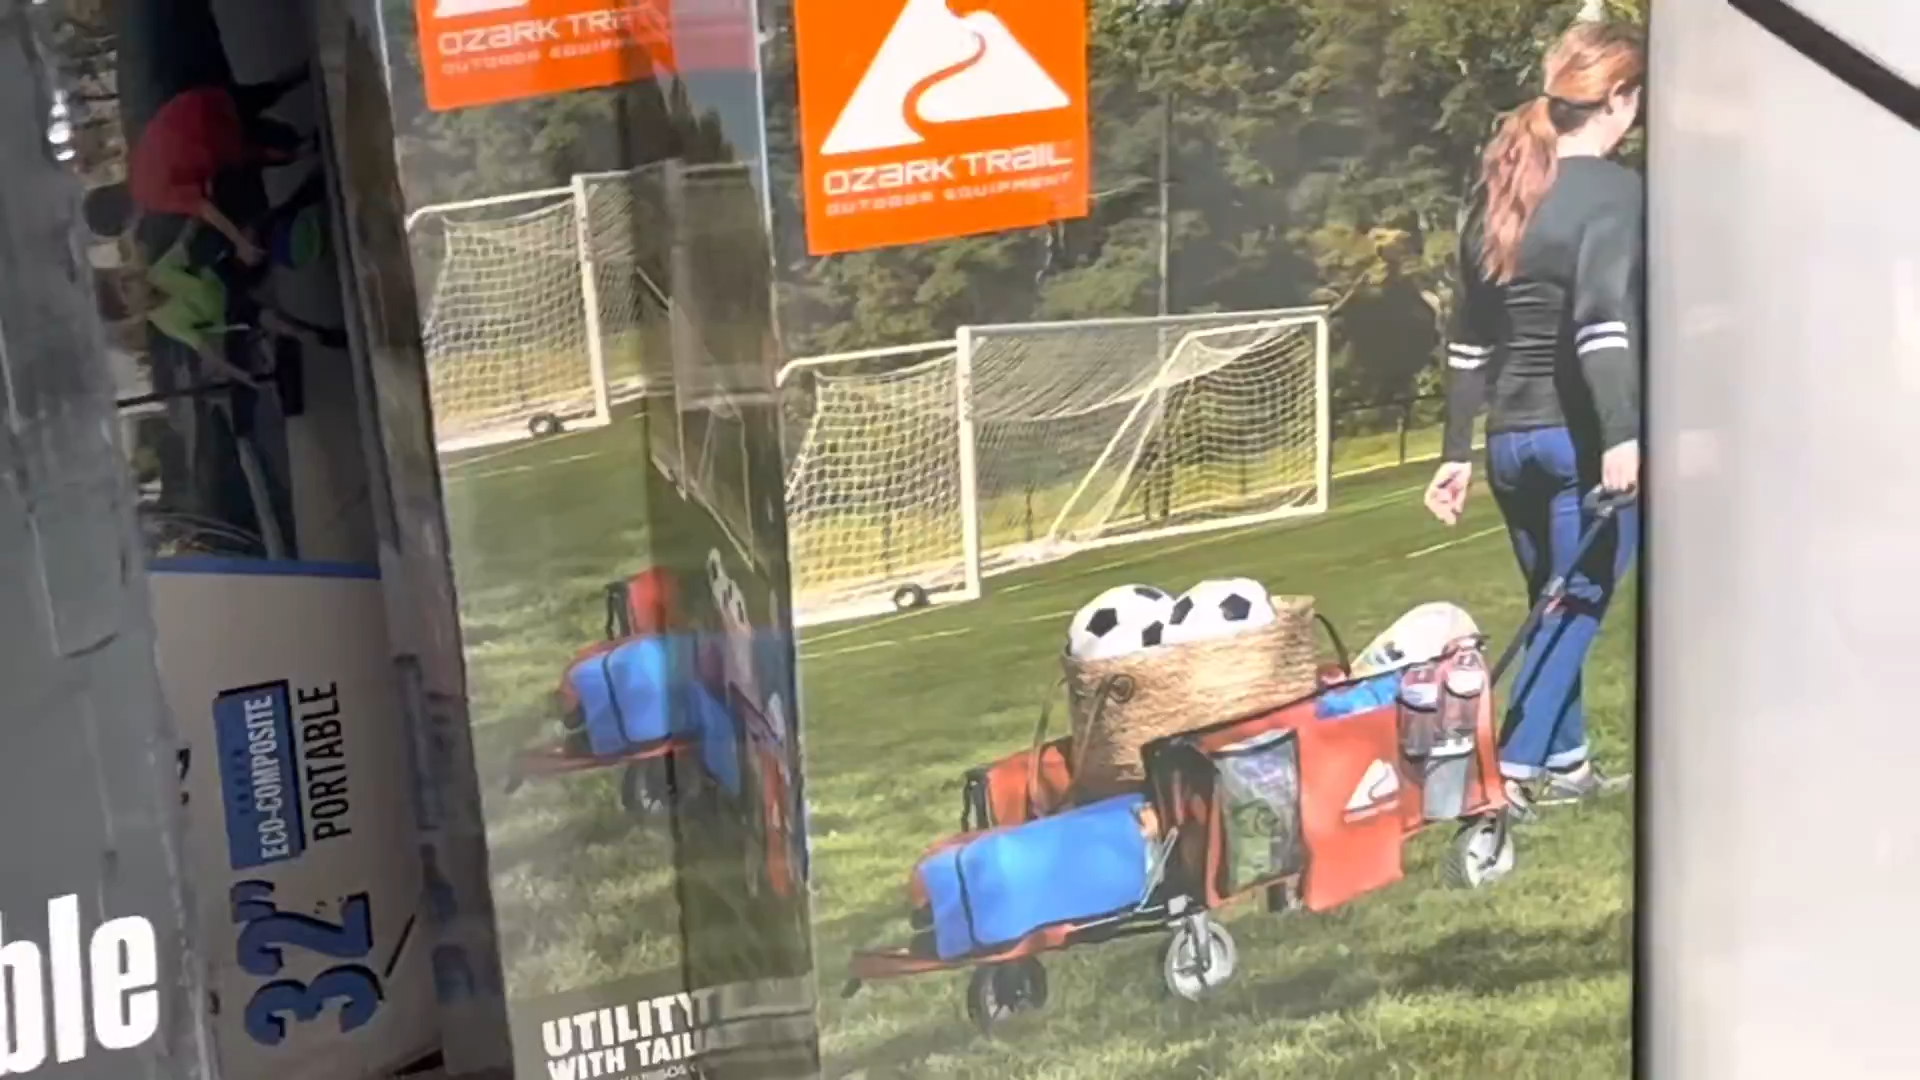 OZARK TRAIL
OUTDOOR EQUIPMENT
OZARK TRAIL
OUTDOOR EQUIPMENT
ble
32"
ECO-COMPOSITE
PORTABLE
UTILITY
WITH TAIL